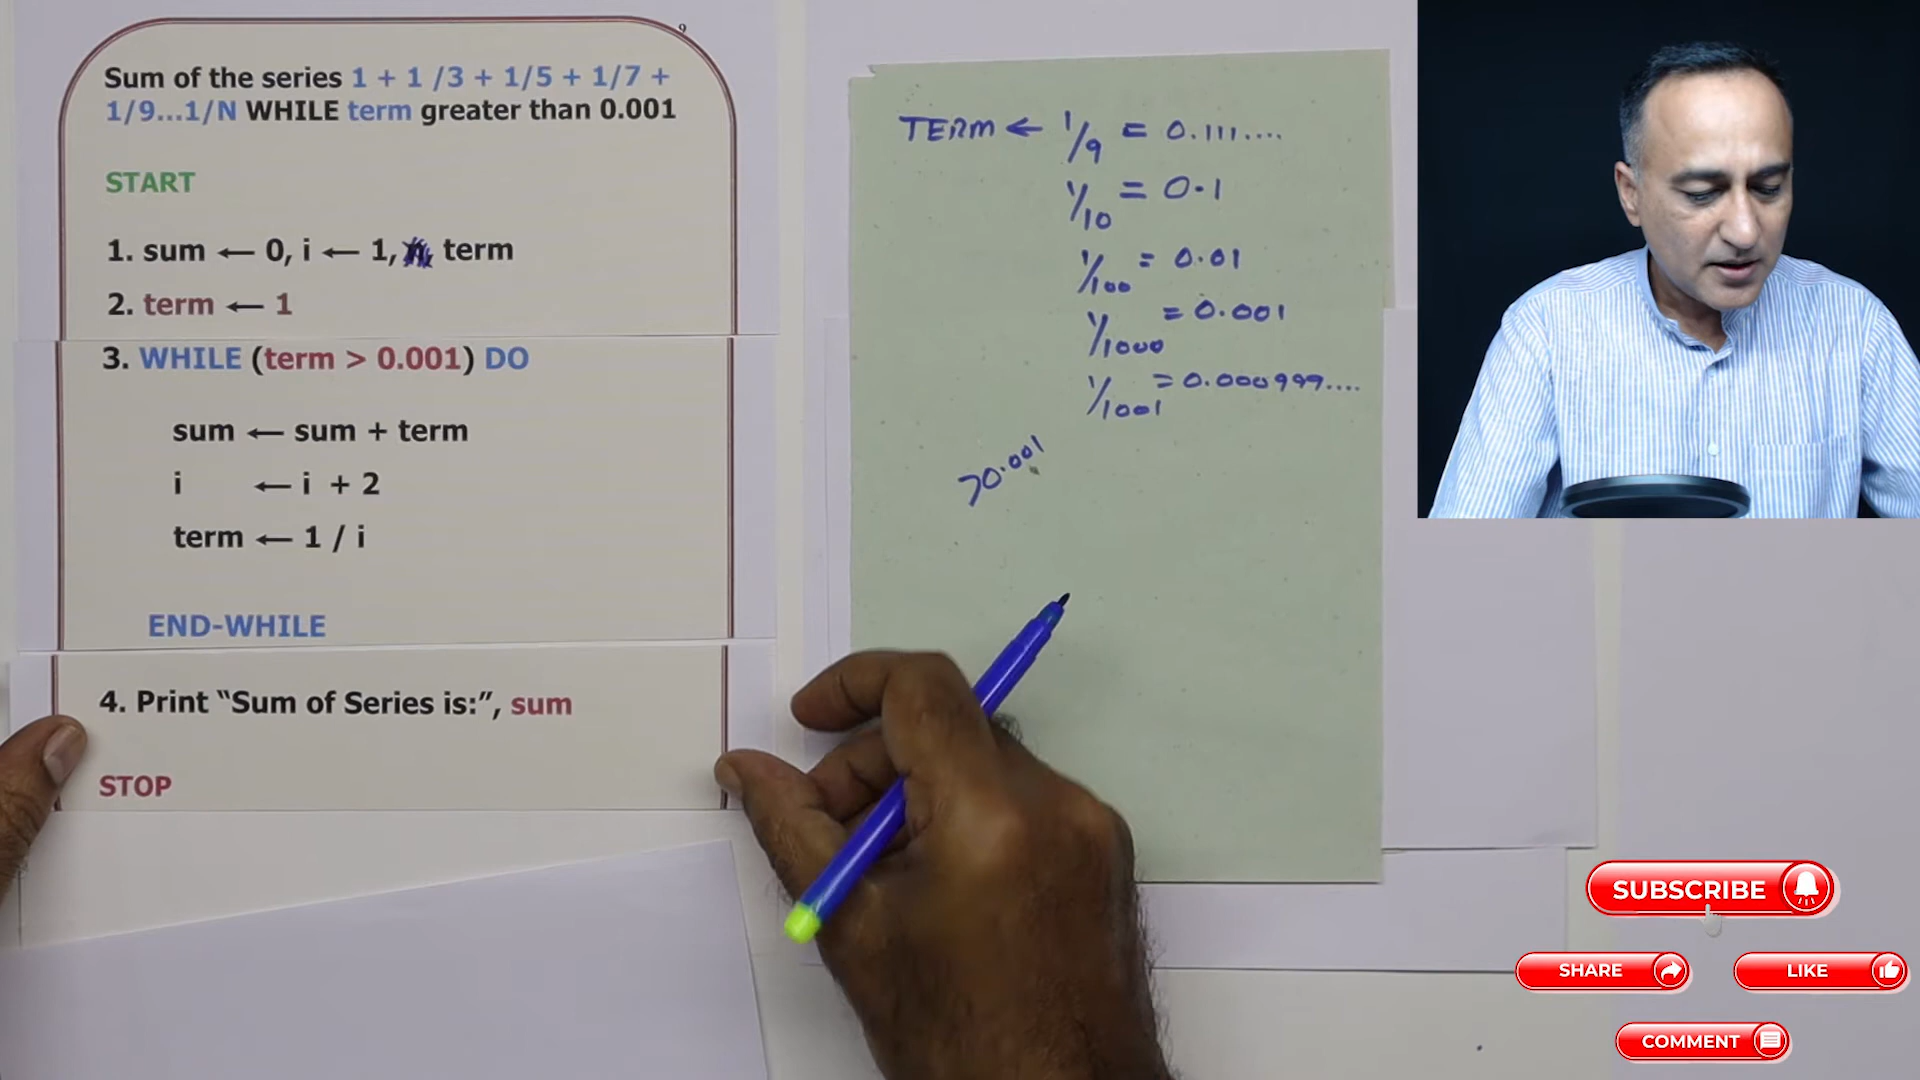 9
Sum of the series 1 + 1 /3 + 1/5 + 1/7 +
1/9...1/N WHILE term greater than 0.001
START
1. sum ← 0, i ← 1, n, term
2. term ← 1
3. WHILE (term > 0.001) DO
sum ← sum + term
i ← i + 2
term ← 1 / i
END-WHILE
4. Print “Sum of Series is:”, sum
STOP
TERM ← 1/9 = 0.111....
1/10 = 0.1
1/100 = 0.01
1/1000 = 0.001
1/1001 = 0.000999....
>0.001
SUBSCRIBE
SHARE
LIKE
COMMENT